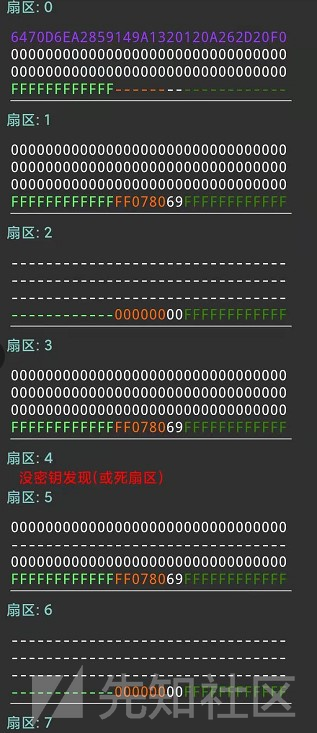 扇区: 0
6470D6EA2859149A1320120A262D20F0
00000000000000000000000000000000
00000000000000000000000000000000
FFFFFFFFFFFF--------------------
扇区: 1
00000000000000000000000000000000
00000000000000000000000000000000
00000000000000000000000000000000
FFFFFFFFFFFFFF078069FFFFFFFFFFFF
扇区: 2
--------------------------------
--------------------------------
--------------------------------
------------00000000FFFFFFFFFFFF
扇区: 3
00000000000000000000000000000000
00000000000000000000000000000000
00000000000000000000000000000000
FFFFFFFFFFFFFF078069FFFFFFFFFFFF
扇区: 4
没密钥发现(或死扇区)
扇区: 5
00000000000000000000000000000000
--------------------------------
00000000000000000000000000000000
FFFFFFFFFFFFFF078069FFFFFFFFFFFF
扇区: 6
--------------------------------
--------------------------------
--------------------------------
------------00000000FFFFFFFFFFFF
扇区: 7
先知社区